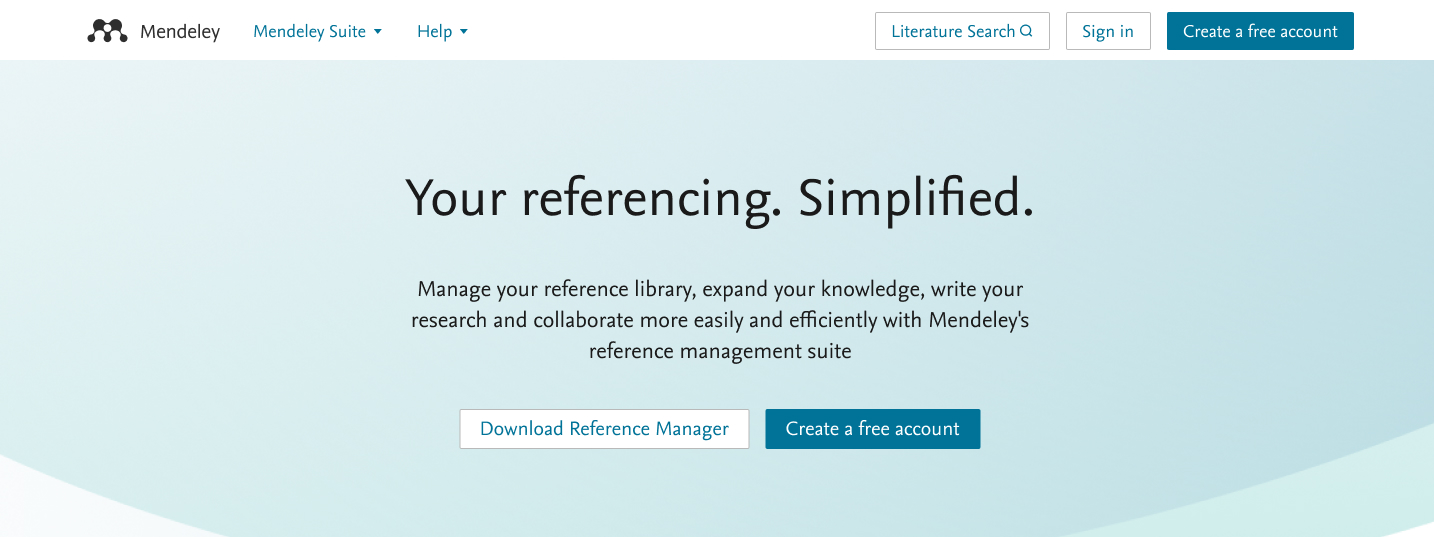 Mendeley
Mendeley Suite
Help
Literature Search
Sign in
Create a free account
Your referencing. Simplified.
Manage your reference library, expand your knowledge, write your
research and collaborate more easily and efficiently with Mendeley's
reference management suite
Download Reference Manager
Create a free account